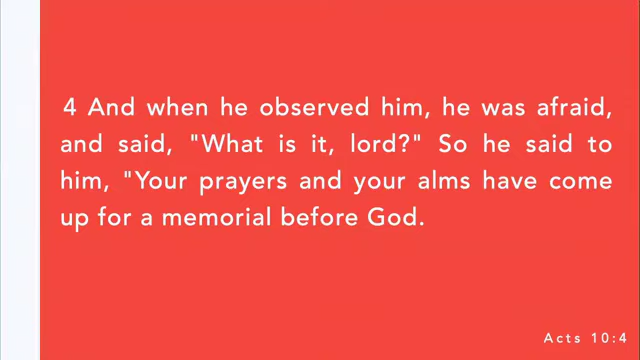 4 And when he observed him, he was afraid,
and said, "What is it, lord?" So he said to
him, "Your prayers and your alms have come
up for a memorial before God.
Acts 10:4